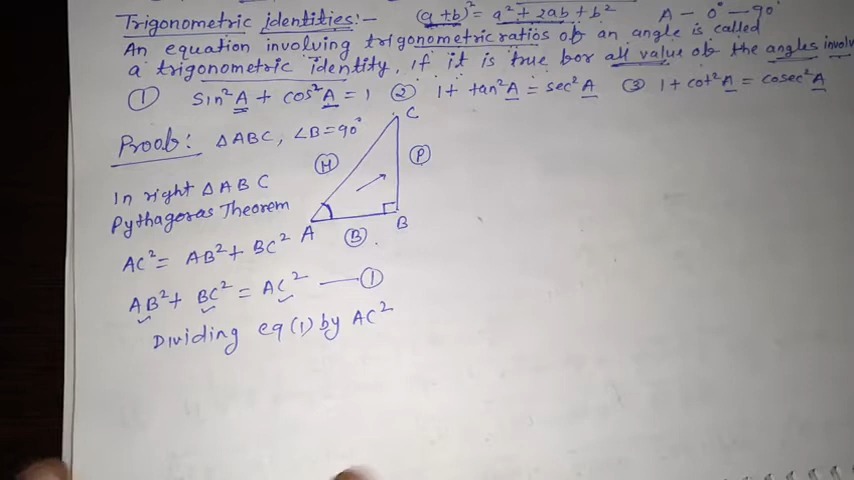 Trigonometric identities:- (a+b)² = a² + 2ab + b² A - 0° - 90°
An equation involving trigonometric ratios of an angle is called
a trigonometric identity, if it is true for all value of the angles involv
① sin²A + cos²A = 1 ② 1 + tan²A = sec²A ③ 1 + cot²A = cosec²A
Proof: △ABC, ∠B=90°
C
H
P
In right △ABC
Pythagoras Theorem
A
B
B
AC² = AB² + BC²
AB² + BC² = AC² — ①
Dividing eq (1) by AC²